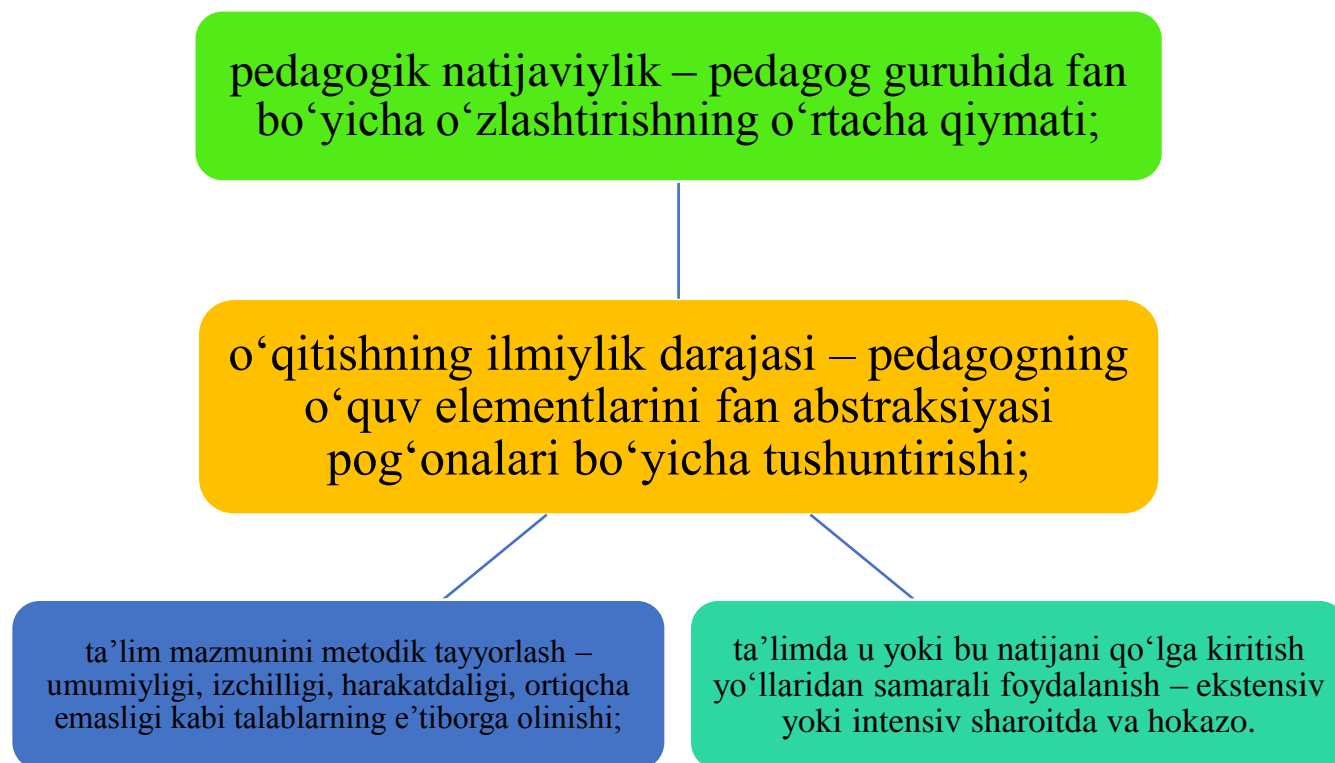 pedagogik natijaviylik – pedagog guruhida fan
bo‘yicha o‘zlashtirishning o‘rtacha qiymati;
o‘qitishning ilmiylik darajasi – pedagogning
o‘quv elementlarini fan abstraksiyasi
pog‘onalari bo‘yicha tushuntirishi;
ta’lim mazmunini metodik tayyorlash –
umumiyligi, izchilligi, harakatdaligi, ortiqcha
emasligi kabi talablarning e’tiborga olinishi;
ta’limda u yoki bu natijani qo‘lga kiritish
yo‘llaridan samarali foydalanish – ekstensiv
yoki intensiv sharoitda va hokazo.